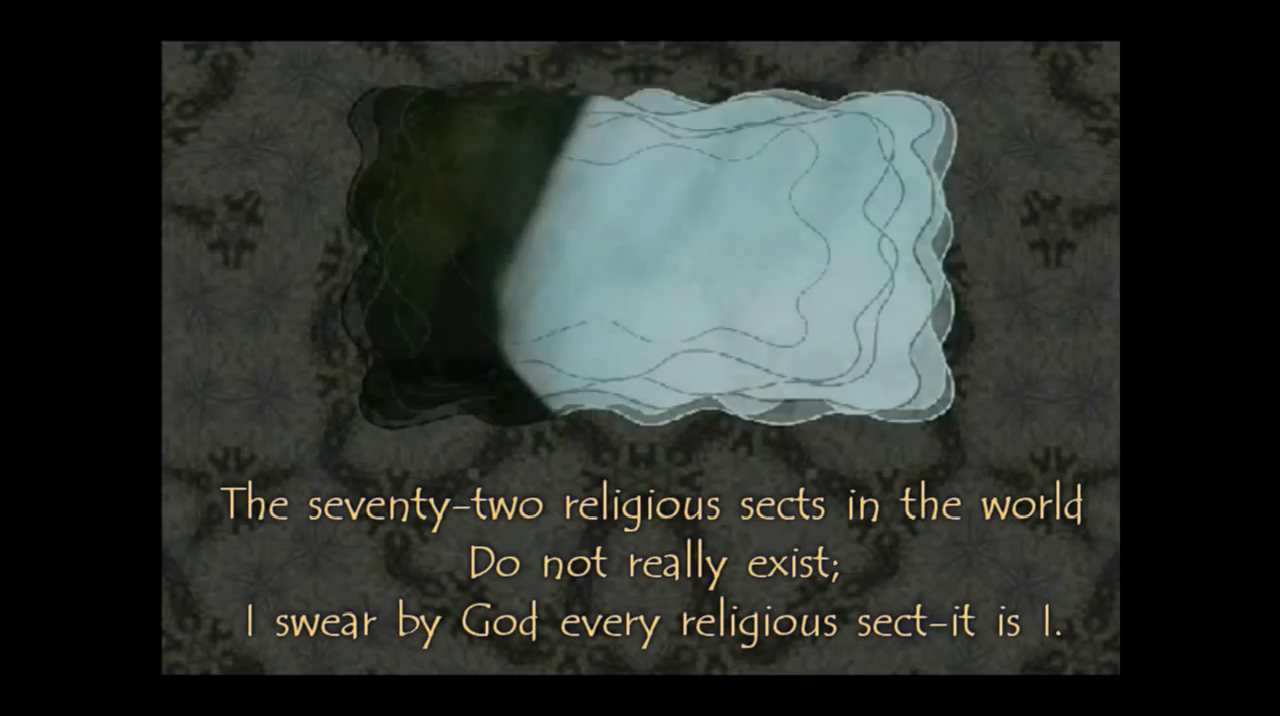 The seventy-two religious sects in the world
Do not really exist;
I swear by God every religious sect-it is I.